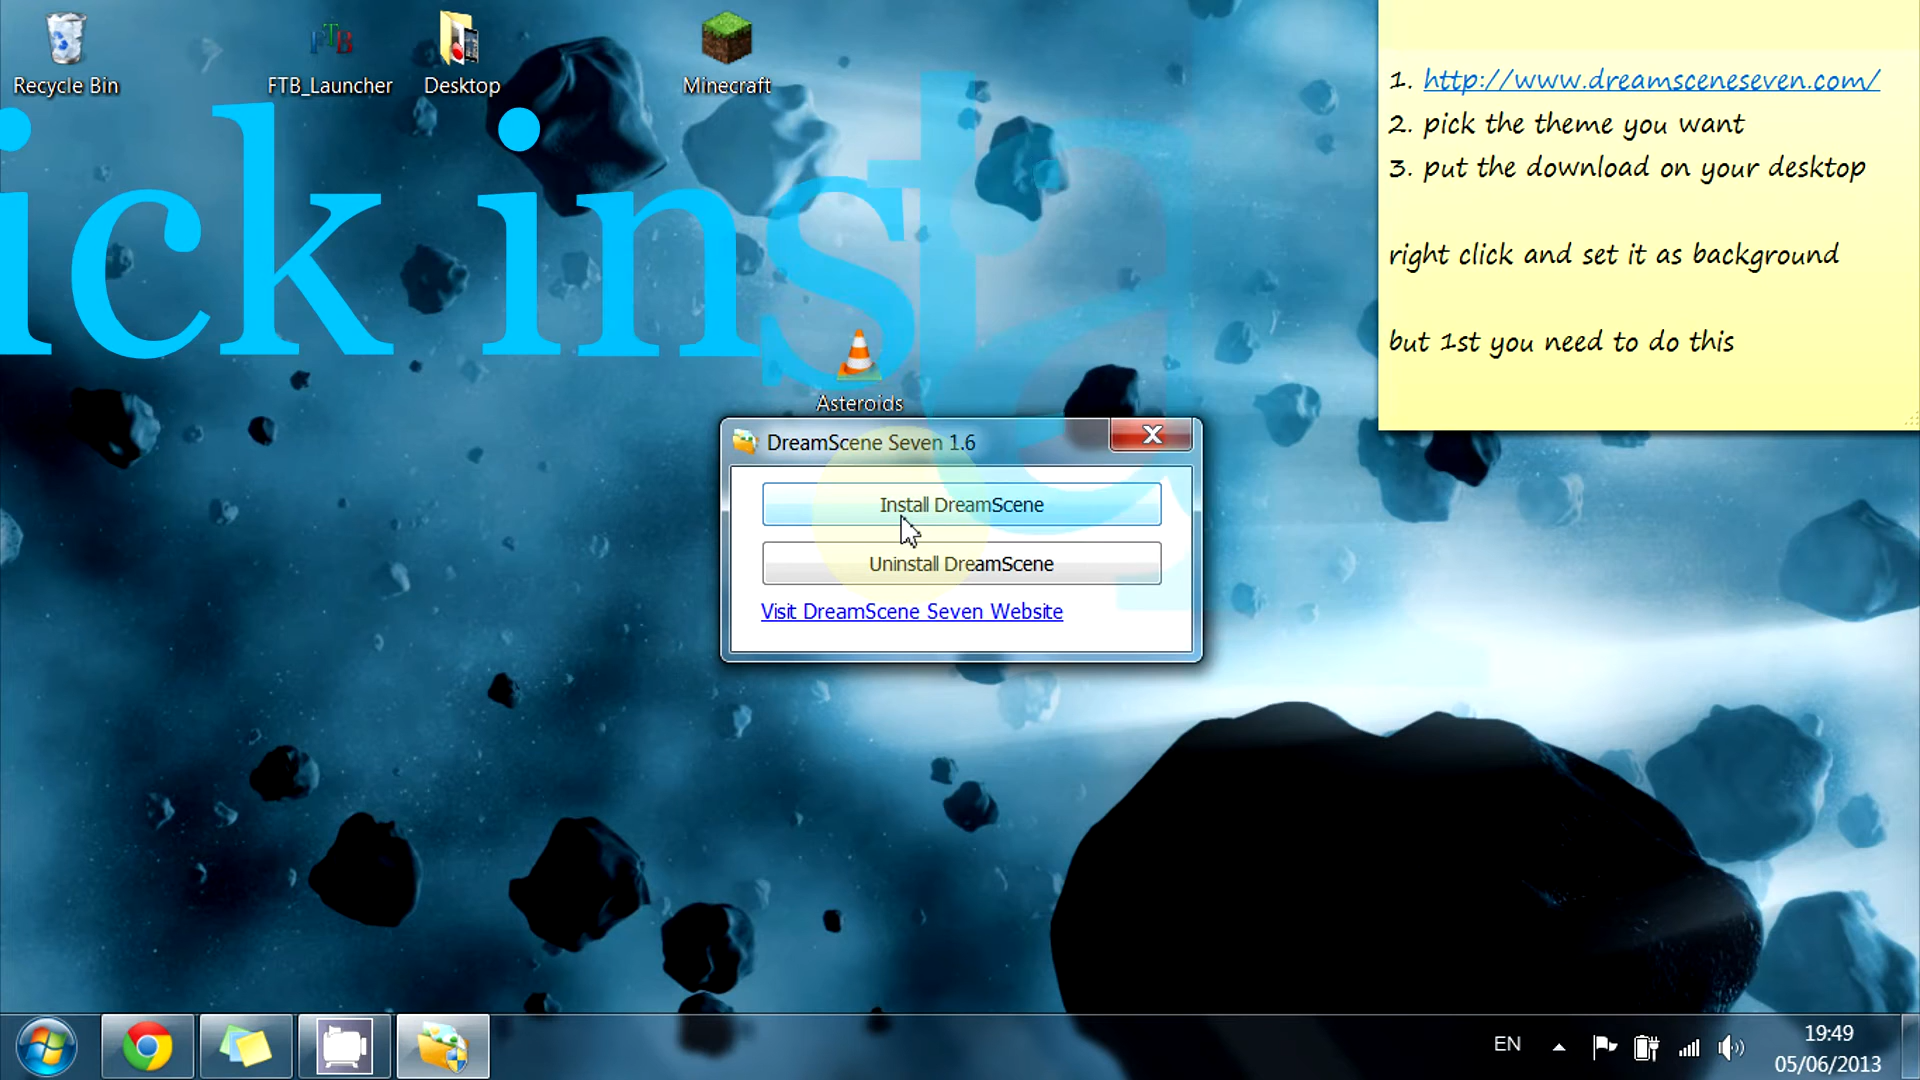 Recycle Bin
FTB
FTB_Launcher
Desktop
Minecraft
ick insta
Asteroids
1. http://www.dreamsceneseven.com/
2. pick the theme you want
3. put the download on your desktop
right click and set it as background
but 1st you need to do this
DreamScene Seven 1.6
Install DreamScene
Uninstall DreamScene
Visit DreamScene Seven Website
EN
19:49
05/06/2013